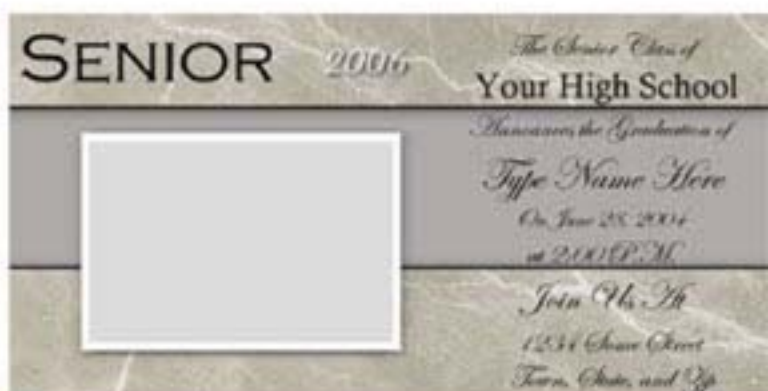 SENIOR
2006
The Senior Class of
Your High School
Announces the Graduation of
Type Name Here
On June 28, 2004
at 2:00 P.M.
Join Us At
1234 Some Street
Town, State, and Zip